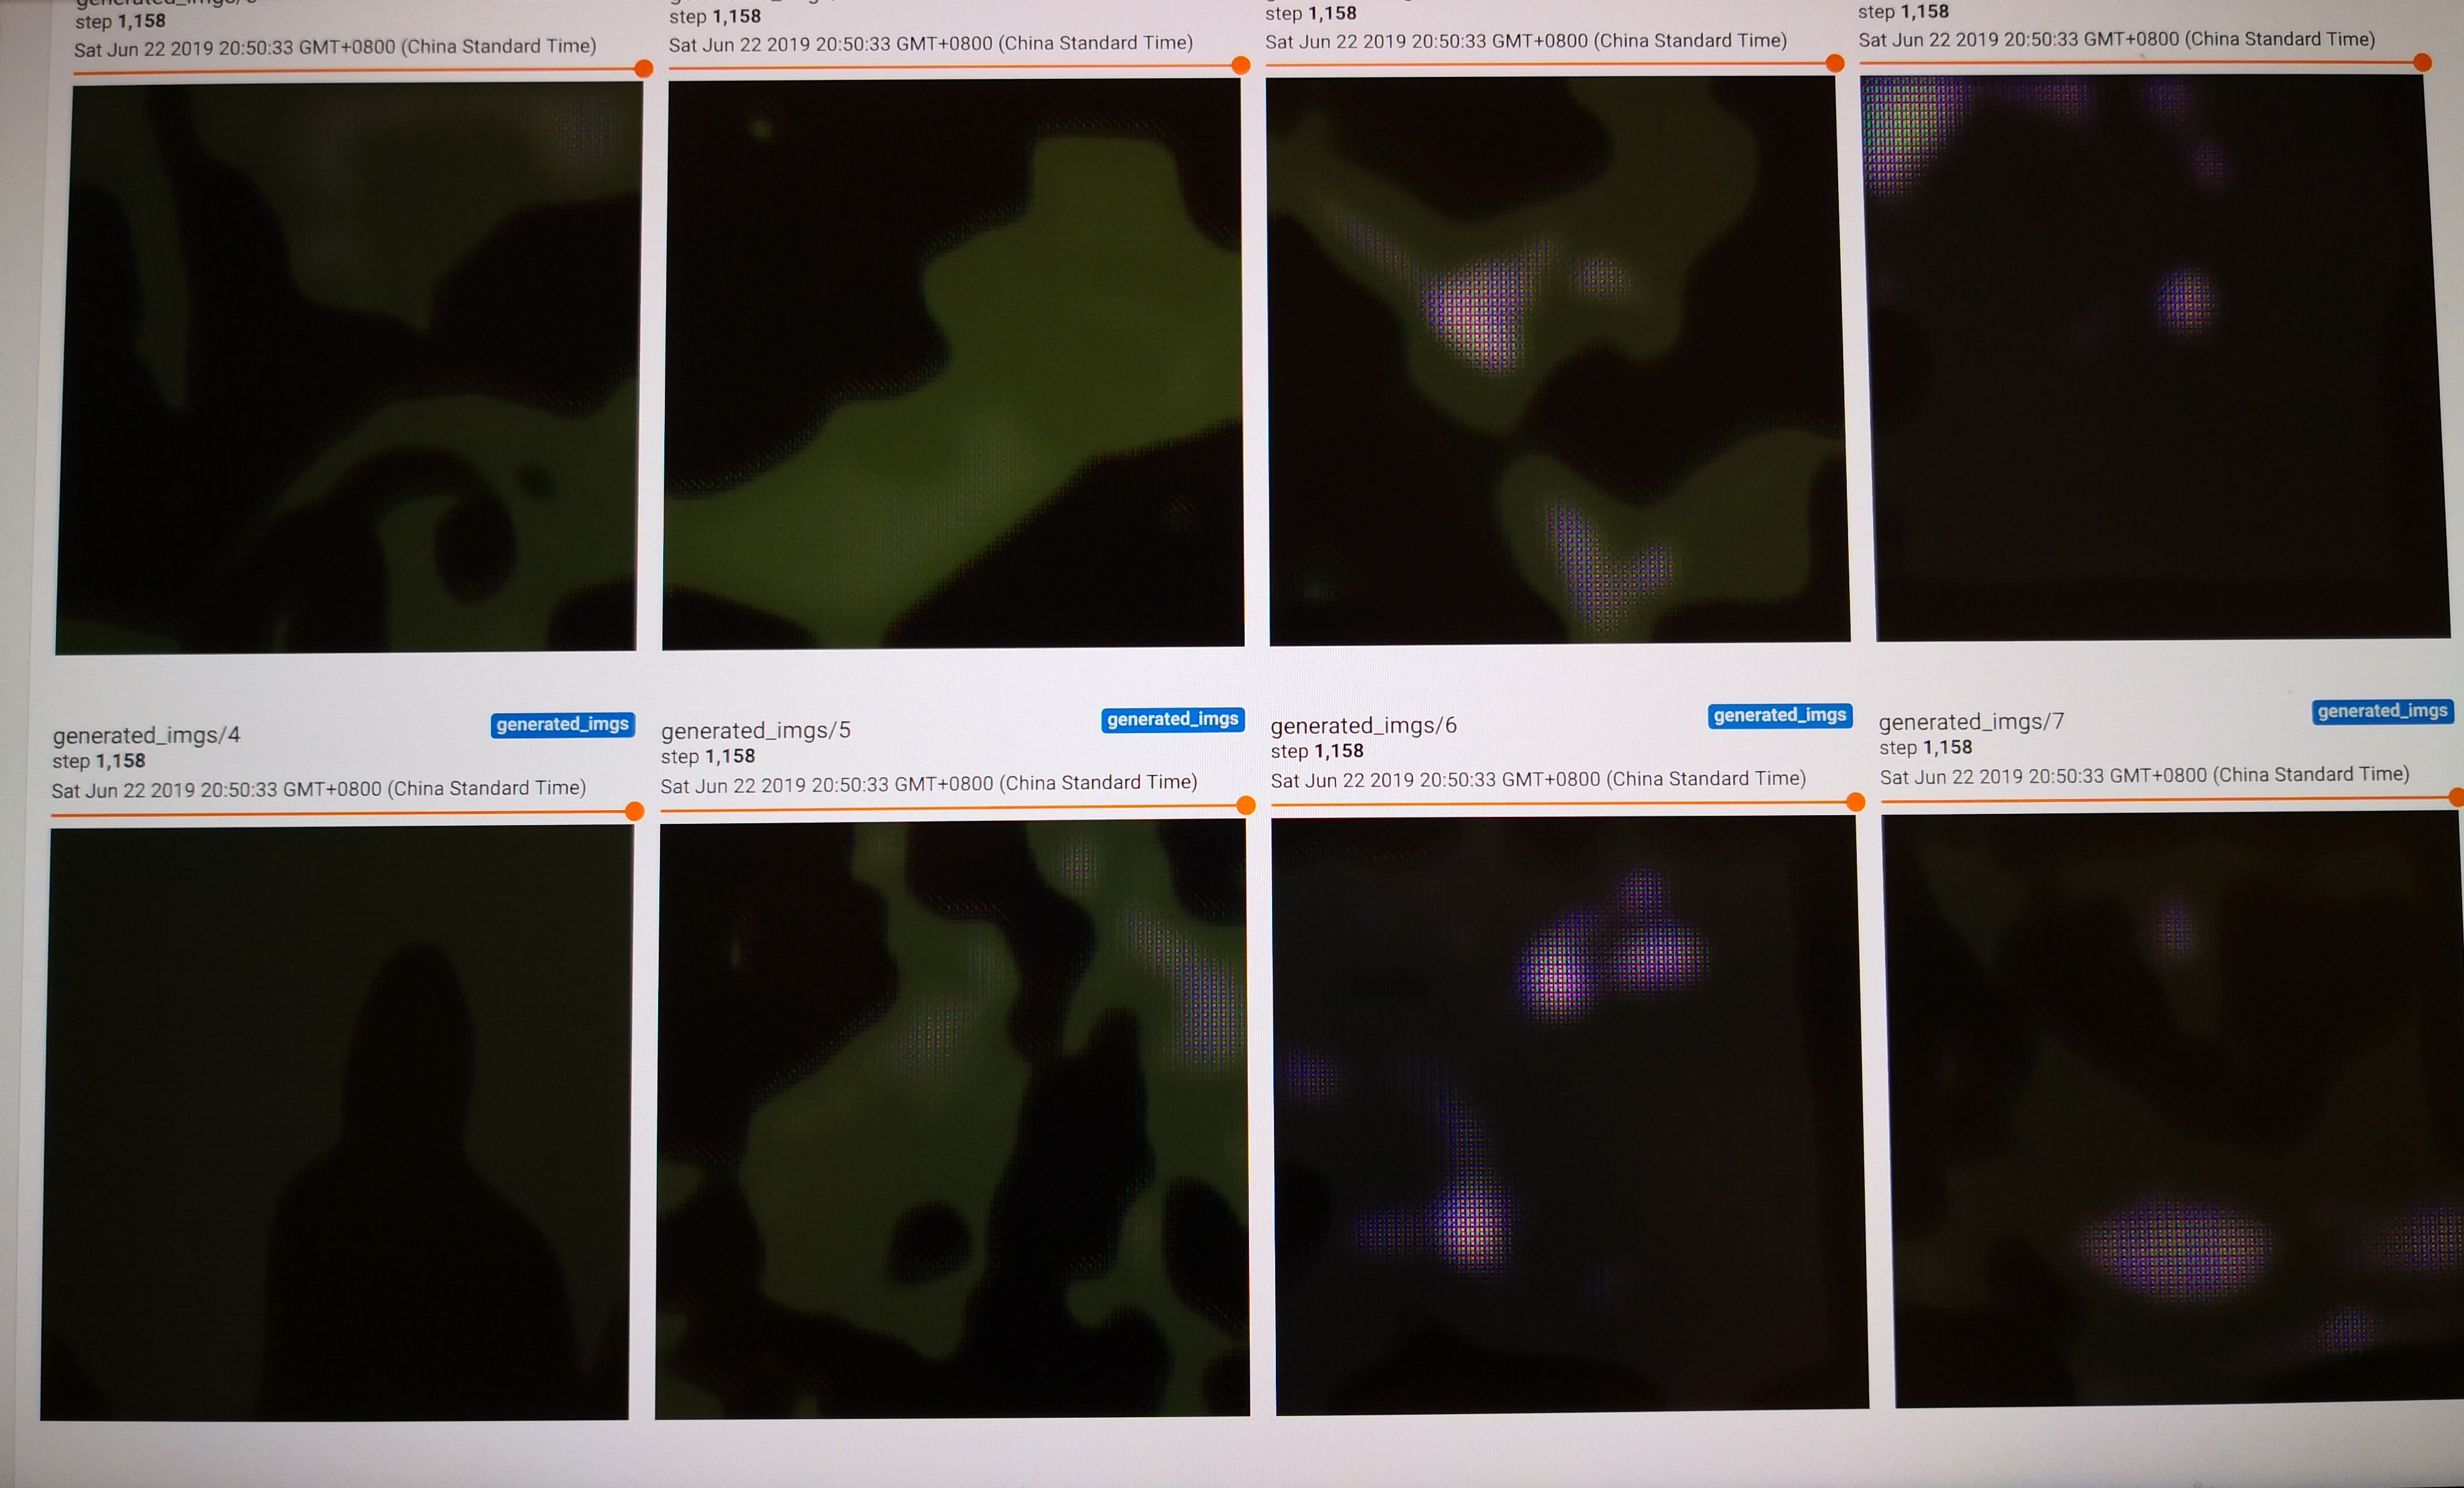 step 1,158
Sat Jun 22 2019 20:50:33 GMT+0800 (China Standard Time)
step 1,158
Sat Jun 22 2019 20:50:33 GMT+0800 (China Standard Time)
step 1,158
Sat Jun 22 2019 20:50:33 GMT+0800 (China Standard Time)
step 1,158
Sat Jun 22 2019 20:50:33 GMT+0800 (China Standard Time)
generated_imgs/4
generated_imgs
step 1,158
Sat Jun 22 2019 20:50:33 GMT+0800 (China Standard Time)
generated_imgs/5
generated_imgs
step 1,158
Sat Jun 22 2019 20:50:33 GMT+0800 (China Standard Time)
generated_imgs/6
generated_imgs
step 1,158
Sat Jun 22 2019 20:50:33 GMT+0800 (China Standard Time)
generated_imgs/7
generated_imgs
step 1,158
Sat Jun 22 2019 20:50:33 GMT+0800 (China Standard Time)